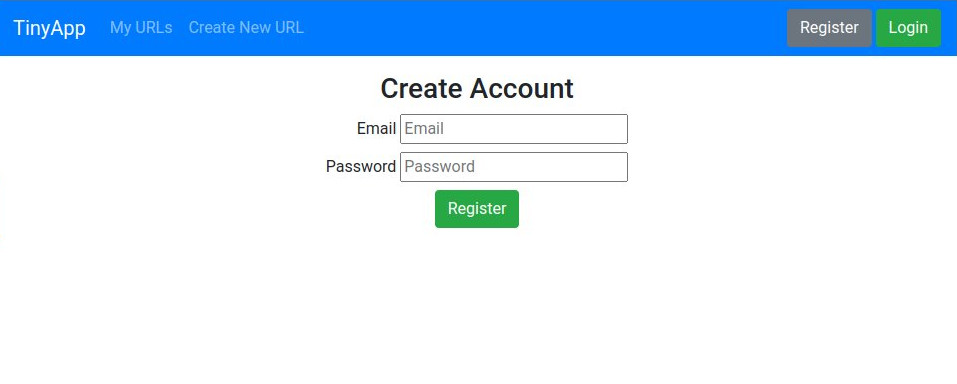 TinyApp My URLs Create New URL Register Login
Create Account
Email Email
Password Password
Register